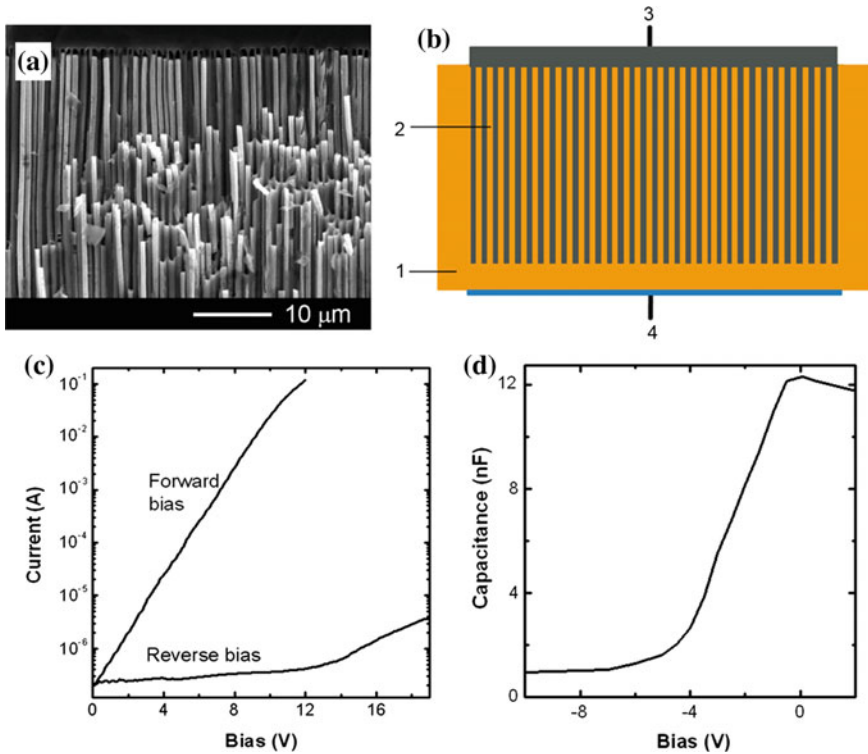 (a)
10 μm
(b)
3
2
1
4
(c)
10⁻¹
10⁻²
10⁻³
10⁻⁴
10⁻⁵
10⁻⁶
Current (A)
Forward
bias
Reverse bias
0 4 8 12 16
Bias (V)
(d)
12
8
4
0
Capacitance (nF)
-8 -4 0
Bias (V)